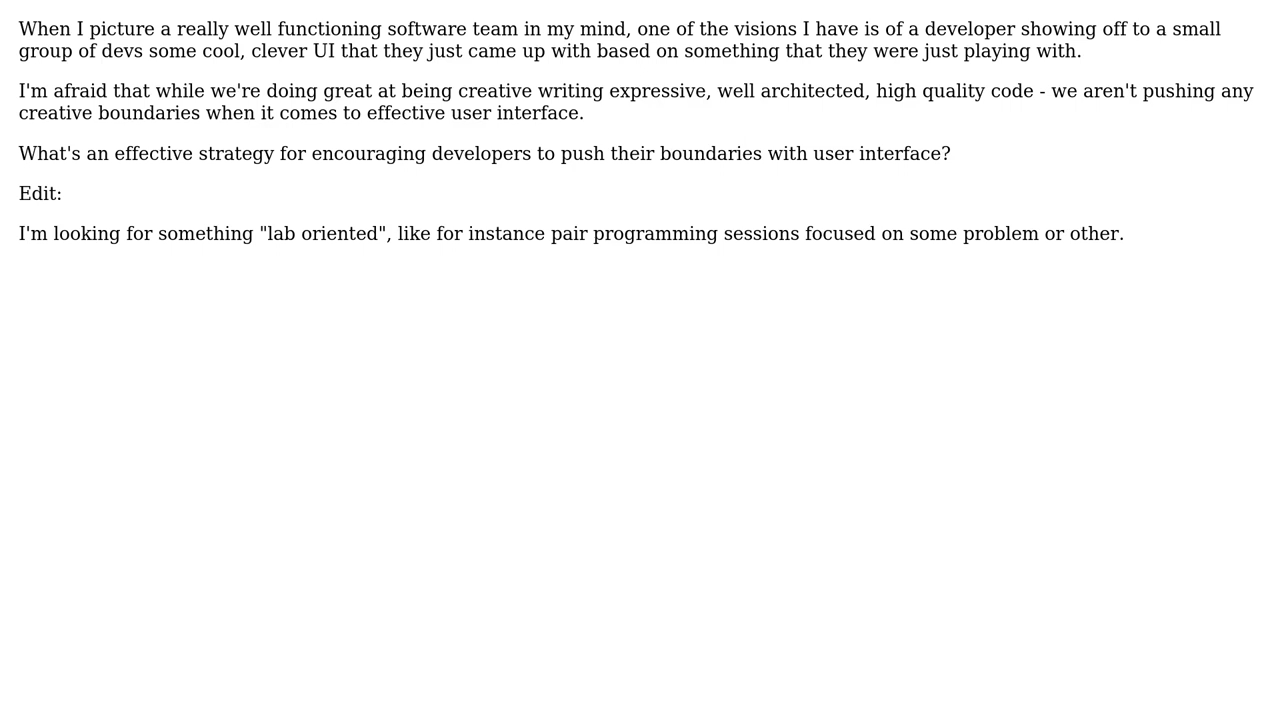 When I picture a really well functioning software team in my mind, one of the visions I have is of a developer showing off to a small
group of devs some cool, clever UI that they just came up with based on something that they were just playing with.
I'm afraid that while we're doing great at being creative writing expressive, well architected, high quality code - we aren't pushing any
creative boundaries when it comes to effective user interface.
What's an effective strategy for encouraging developers to push their boundaries with user interface?
Edit:
I'm looking for something "lab oriented", like for instance pair programming sessions focused on some problem or other.